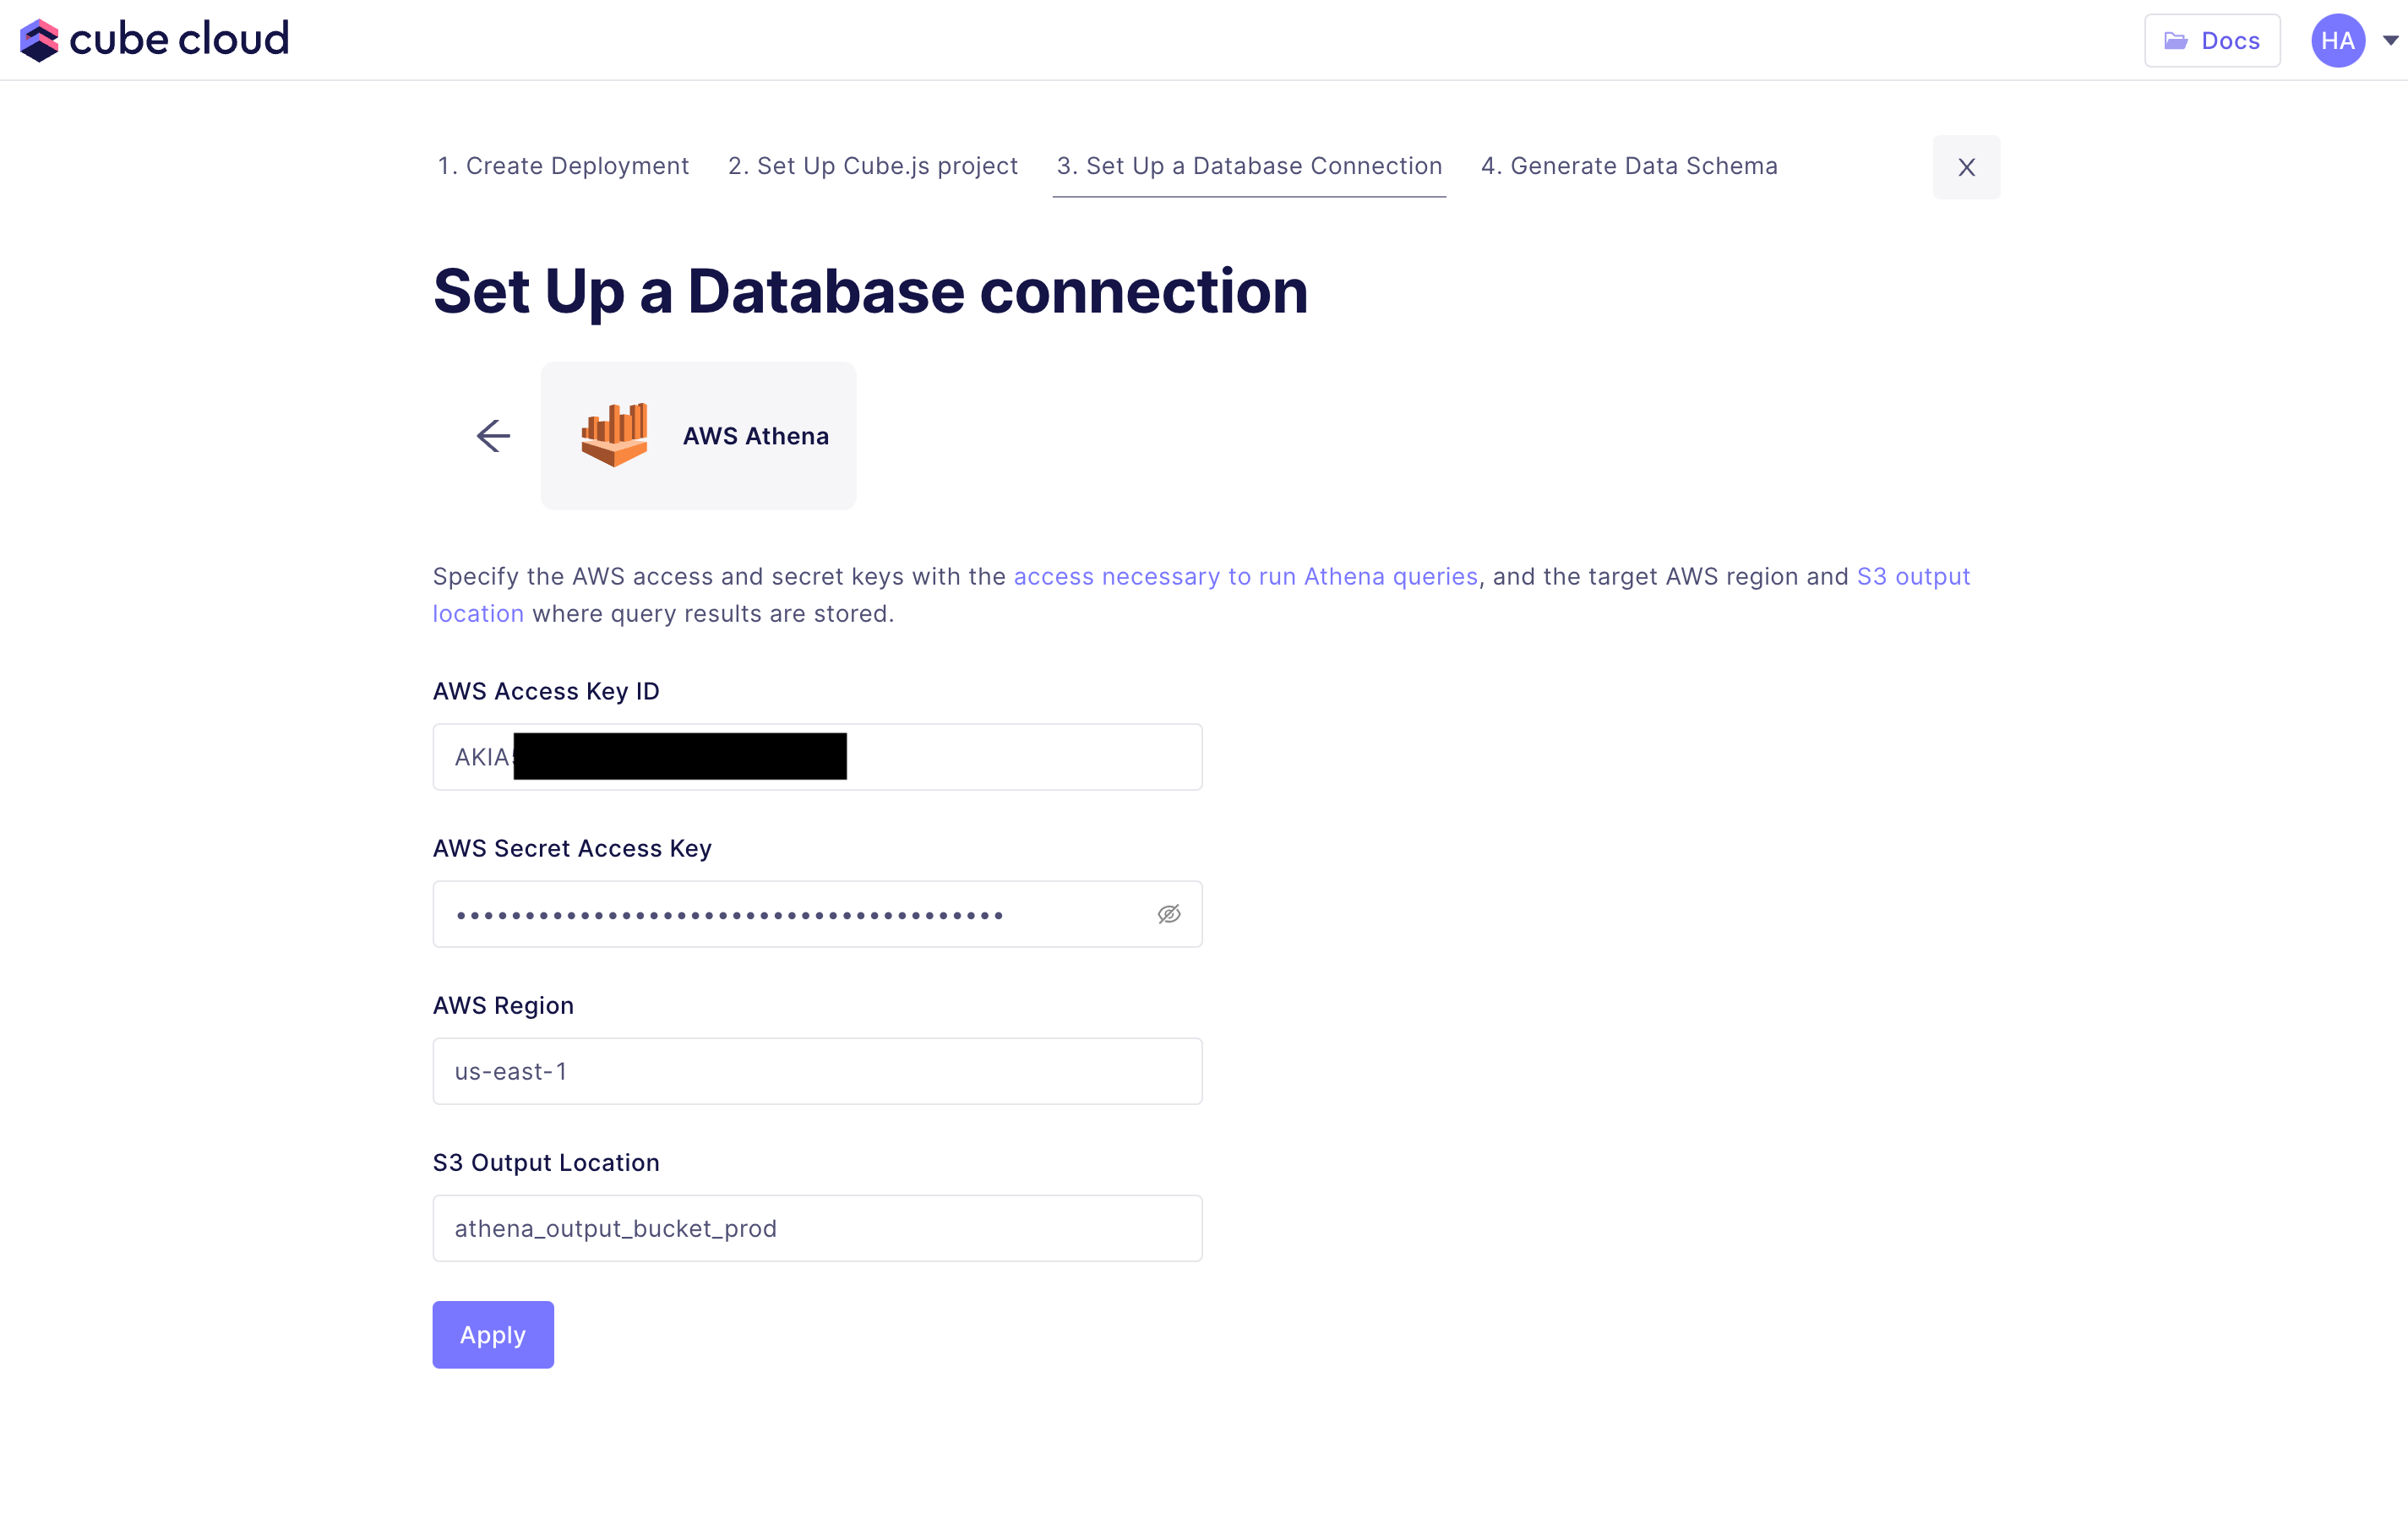 cube cloud
Docs
HA
1. Create Deployment
2. Set Up Cube.js project
3. Set Up a Database Connection
4. Generate Data Schema
X
Set Up a Database connection
AWS Athena
Specify the AWS access and secret keys with the access necessary to run Athena queries, and the target AWS region and S3 output
location where query results are stored.
AWS Access Key ID
AKIA
AWS Secret Access Key
••••••••••••••••••••••••••••••••••••••••
AWS Region
us-east-1
S3 Output Location
athena_output_bucket_prod
Apply